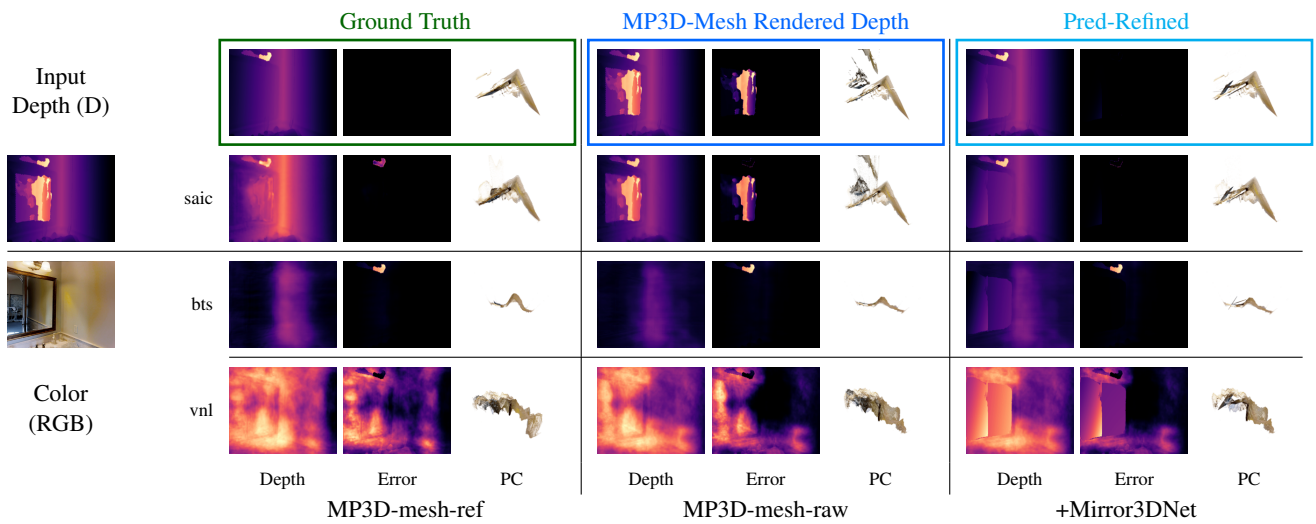 Ground Truth
MP3D-Mesh Rendered Depth
Pred-Refined
Input
Depth (D)
saic
bts
Color
(RGB)
vnl
Depth
Error
PC
Depth
Error
PC
Depth
Error
PC
MP3D-mesh-ref
MP3D-mesh-raw
+Mirror3DNet